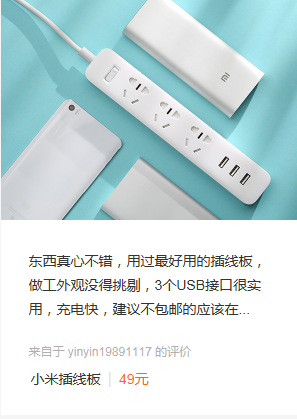 mi
东西真心不错，用过最好用的插线板，
做工外观没得挑剔，3个USB接口很实
用，充电快，建议不包邮的应该在...
来自于 yinyin19891117 的评价
小米插线板 | 49元